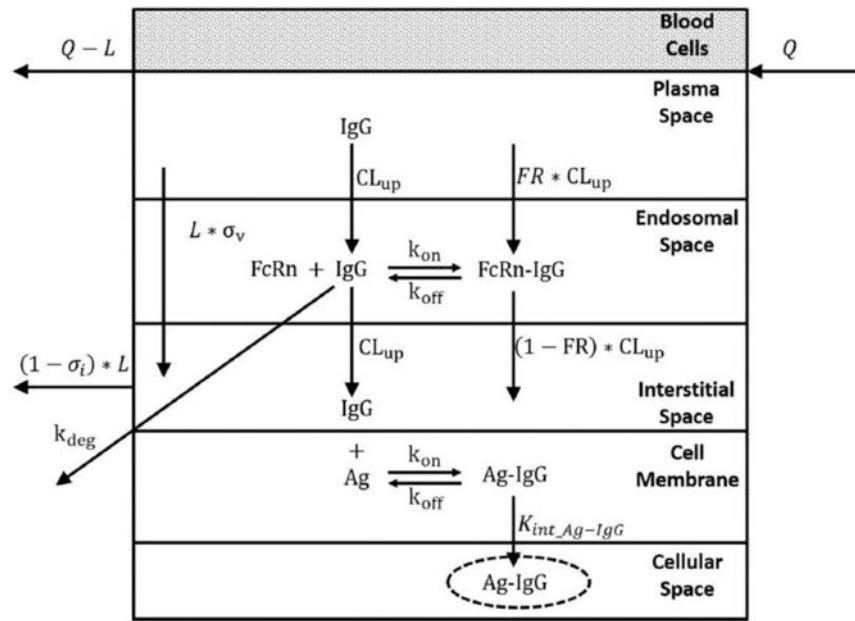 Blood
Cells
Q − L
Q
Plasma
Space
IgG
CL_up
FR * CL_up
Endosomal
Space
L * σ_v
FcRn + IgG
k_on
k_off
FcRn-IgG
CL_up
(1 − FR) * CL_up
(1 − σ_i) * L
IgG
Interstitial
Space
k_deg
+
Ag
k_on
k_off
Ag-IgG
Cell
Membrane
K_int_Ag−IgG
Ag-IgG
Cellular
Space